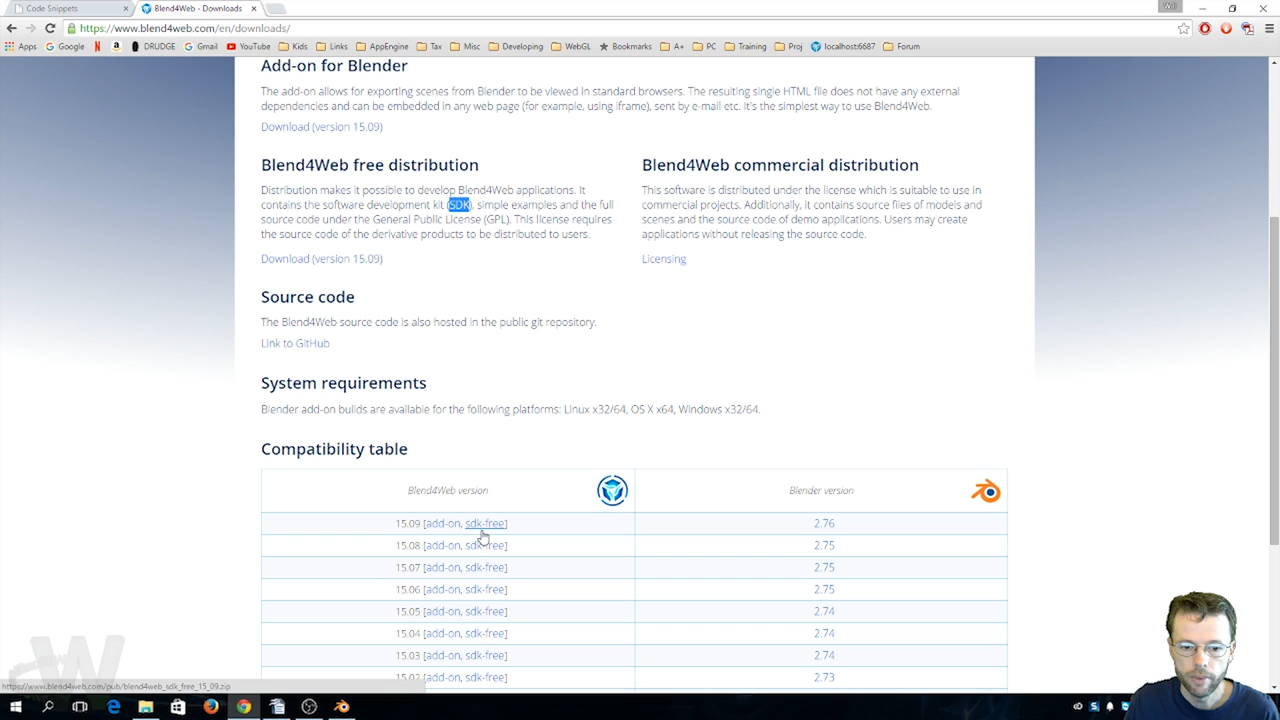 Code Snippets
Blend4Web - Downloads
Will
https://www.blend4web.com/en/downloads/
Apps
Google
DRUDGE
Gmail
YouTube
Kids
Links
AppEngine
Tax
Misc
Developing
WebGL
Bookmarks
A+
PC
Training
Proj
localhost:6687
Forum
Add-on for Blender
The add-on allows for exporting scenes from Blender to be viewed in standard browsers. The resulting single HTML file does not have any external
dependencies and can be embedded in any web page (for example, using iframe), sent by e-mail etc. It's the simplest way to use Blend4Web.
Download (version 15.09)
Blend4Web free distribution
Distribution makes it possible to develop Blend4Web applications. It
contains the software development kit (SDK), simple examples and the full
source code under the General Public License (GPL). This license requires
the source code of the derivative products to be distributed to users.
Download (version 15.09)
Blend4Web commercial distribution
This software is distributed under the license which is suitable to use in
commercial projects. Additionally, it contains source files of models and
scenes and the source code of demo applications. Users may create
applications without releasing the source code.
Licensing
Source code
The Blend4Web source code is also hosted in the public git repository.
Link to GitHub
System requirements
Blender add-on builds are available for the following platforms: Linux x32/64, OS X x64, Windows x32/64.
Compatibility table
Blend4Web version
Blender version
15.09 [add-on, sdk-free] 2.76
15.08 [add-on, sdk-free] 2.75
15.07 [add-on, sdk-free] 2.75
15.06 [add-on, sdk-free] 2.75
15.05 [add-on, sdk-free] 2.74
15.04 [add-on, sdk-free] 2.74
15.03 [add-on, sdk-free] 2.74
15.02 [add-on, sdk-free] 2.73
W
https://www.blend4web.com/pub/blend4web_sdk_free_15_09.zip